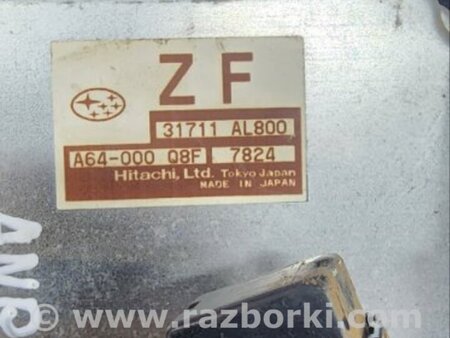 ZF
31711 AL800
A64-000 Q8F 7824
Hitachi, Ltd. Tokyo Japan
MADE IN JAPAN
www.razborki.com